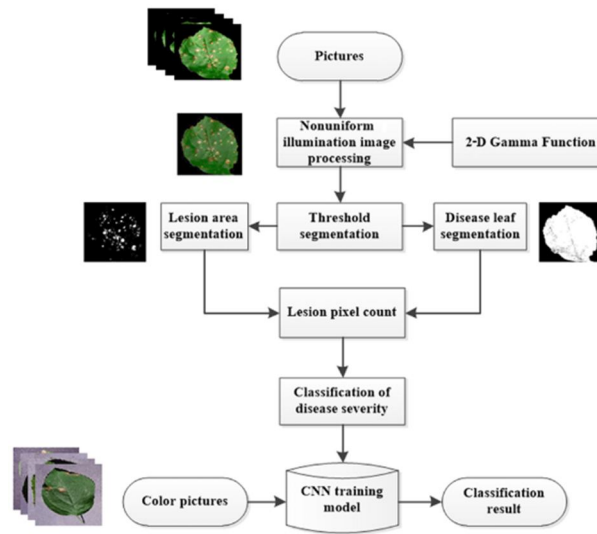 Pictures
Nonuniform
illumination image
processing
2-D Gamma Function
Lesion area
segmentation
Threshold
segmentation
Disease leaf
segmentation
Lesion pixel count
Classification of
disease severity
Color pictures
CNN training
model
Classification
result